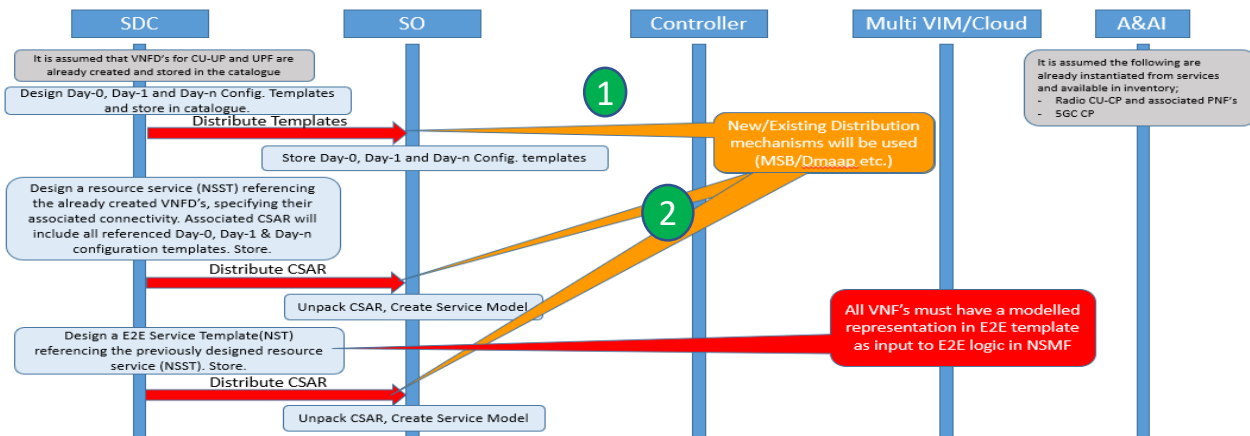 SDC
SO
Controller
Multi VIM/Cloud
A&AI
It is assumed that VNFD's for CU-UP and UPF are
already created and stored in the catalogue
Design Day-0, Day-1 and Day-n Config. Templates
and store in catalogue.
Distribute Templates
Store Day-0, Day-1 and Day-n Config. templates
1
New/Existing Distribution
mechanisms will be used
(MSB/Dmaap etc.)
It is assumed the following are
already instantiated from services
and available in inventory;
- Radio CU-CP and associated PNF's
- 5GC CP
Design a resource service (NSST) referencing
the already created VNFD's, specifying their
associated connectivity. Associated CSAR will
include all referenced Day-0, Day-1 & Day-n
configuration templates. Store.
2
Distribute CSAR
Unpack CSAR, Create Service Model
Design a E2E Service Template(NST)
referencing the previously designed resource
service (NSST). Store.
All VNF's must have a modelled
representation in E2E template
as input to E2E logic in NSMF
Distribute CSAR
Unpack CSAR, Create Service Model